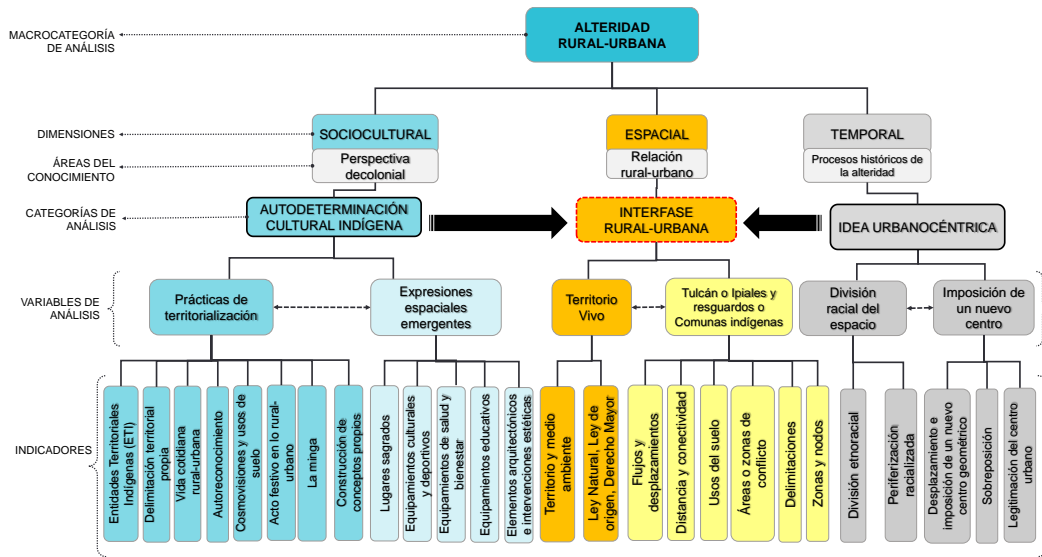 MACROCATEGORÍA
DE ANÁLISIS
ALTERIDAD
RURAL-URBANA
DIMENSIONES
SOCIOCULTURAL
ESPACIAL
TEMPORAL
ÁREAS DEL
CONOCIMIENTO
Perspectiva
decolonial
Relación
rural-urbano
Procesos históricos de
la alteridad
CATEGORÍAS DE
ANÁLISIS
AUTODETERMINACIÓN
CULTURAL INDÍGENA
INTERFASE
RURAL-URBANA
IDEA URBANOCÉNTRICA
VARIABLES DE
ANÁLISIS
Prácticas de
territorialización
Expresiones
espaciales
emergentes
Territorio
Vivo
Tulcán o Ipiales y
resguardos o
Comunas indígenas
División
racial del
espacio
Imposición de
un nuevo
centro
INDICADORES
Entidades Territoriales
Indígenas (ETI)
Delimitación territorial
propia
Vida cotidiana
rural-urbana
Autoreconocimiento
Cosmovisiones y usos de
suelo
Acto festivo en lo rural-
urbano
La minga
Construcción de
conceptos propios
Lugares sagrados
Equipamientos culturales
y deportivos
Equipamientos de salud y
bienestar
Equipamientos educativos
Elementos arquitectónicos
e intervenciones estéticas
Territorio y medio
ambiente
Ley Natural, Ley de
origen, Derecho Mayor
Flujos y
desplazamientos
Distancia y conectividad
Usos del suelo
Áreas o zonas de
conflicto
Delimitaciones
Zonas y nodos
División etnoracial
Periferización
racializada
Desplazamiento e
imposición de un nuevo
centro geométrico
Sobreposición
Legitimación del centro
urbano